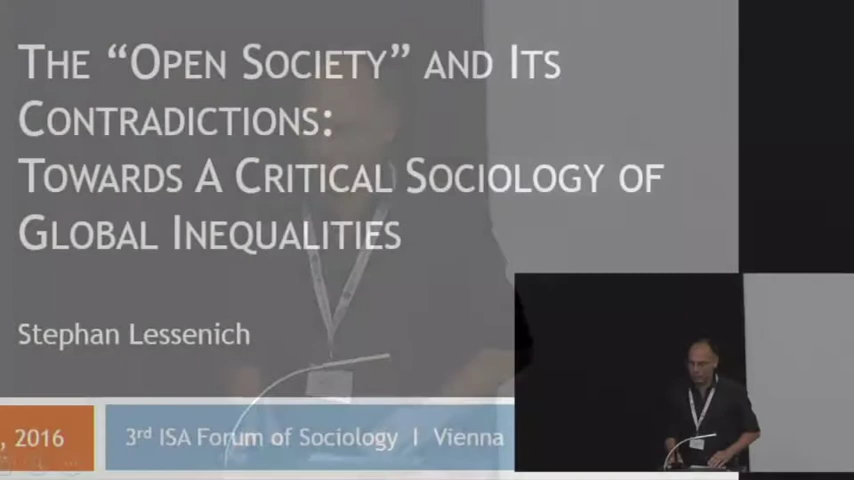 THE “OPEN SOCIETY” AND ITS
CONTRADICTIONS:
TOWARDS A CRITICAL SOCIOLOGY OF
GLOBAL INEQUALITIES
Stephan Lessenich
, 2016
3rd ISA Forum of Sociology | Vienna